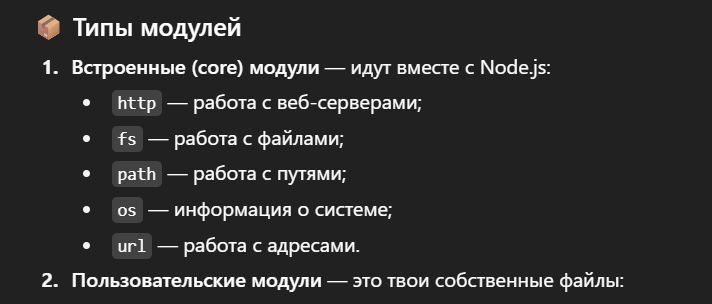 📦 Типы модулей
1. Встроенные (core) модули — идут вместе с Node.js:
• http — работа с веб-серверами;
• fs — работа с файлами;
• path — работа с путями;
• os — информация о системе;
• url — работа с адресами.
2. Пользовательские модули — это твои собственные файлы: